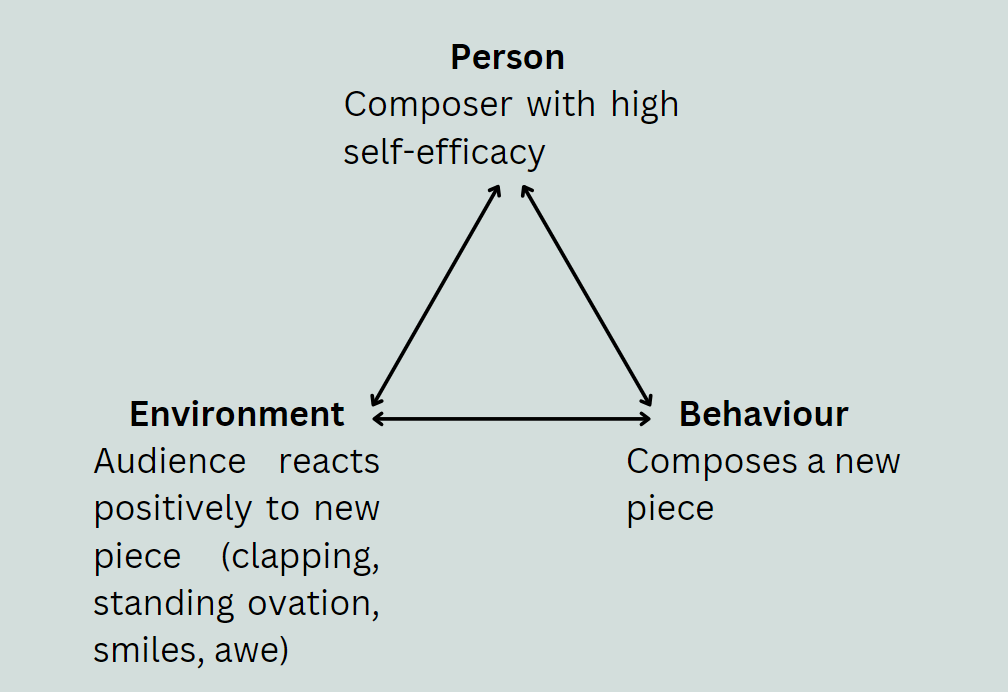 Person
Composer with high
self-efficacy
Environment
Audience reacts
positively to new
piece (clapping,
standing ovation,
smiles, awe)
Behaviour
Composes a new
piece